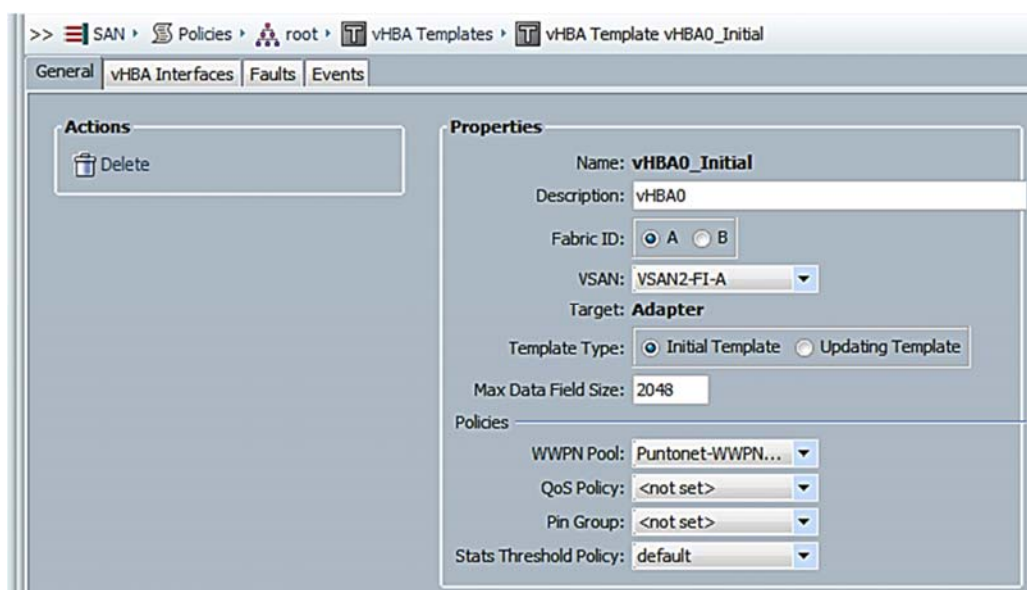 >> SAN › Policies › root › vHBA Templates › vHBA Template vHBA0_Initial
General vHBA Interfaces Faults Events
Actions
Delete
Properties
Name: vHBA0_Initial
Description: vHBA0
Fabric ID: A B
VSAN: VSAN2-FI-A
Target: Adapter
Template Type: Initial Template Updating Template
Max Data Field Size: 2048
Policies
WWPN Pool: Puntonet-WWPN...
QoS Policy: <not set>
Pin Group: <not set>
Stats Threshold Policy: default